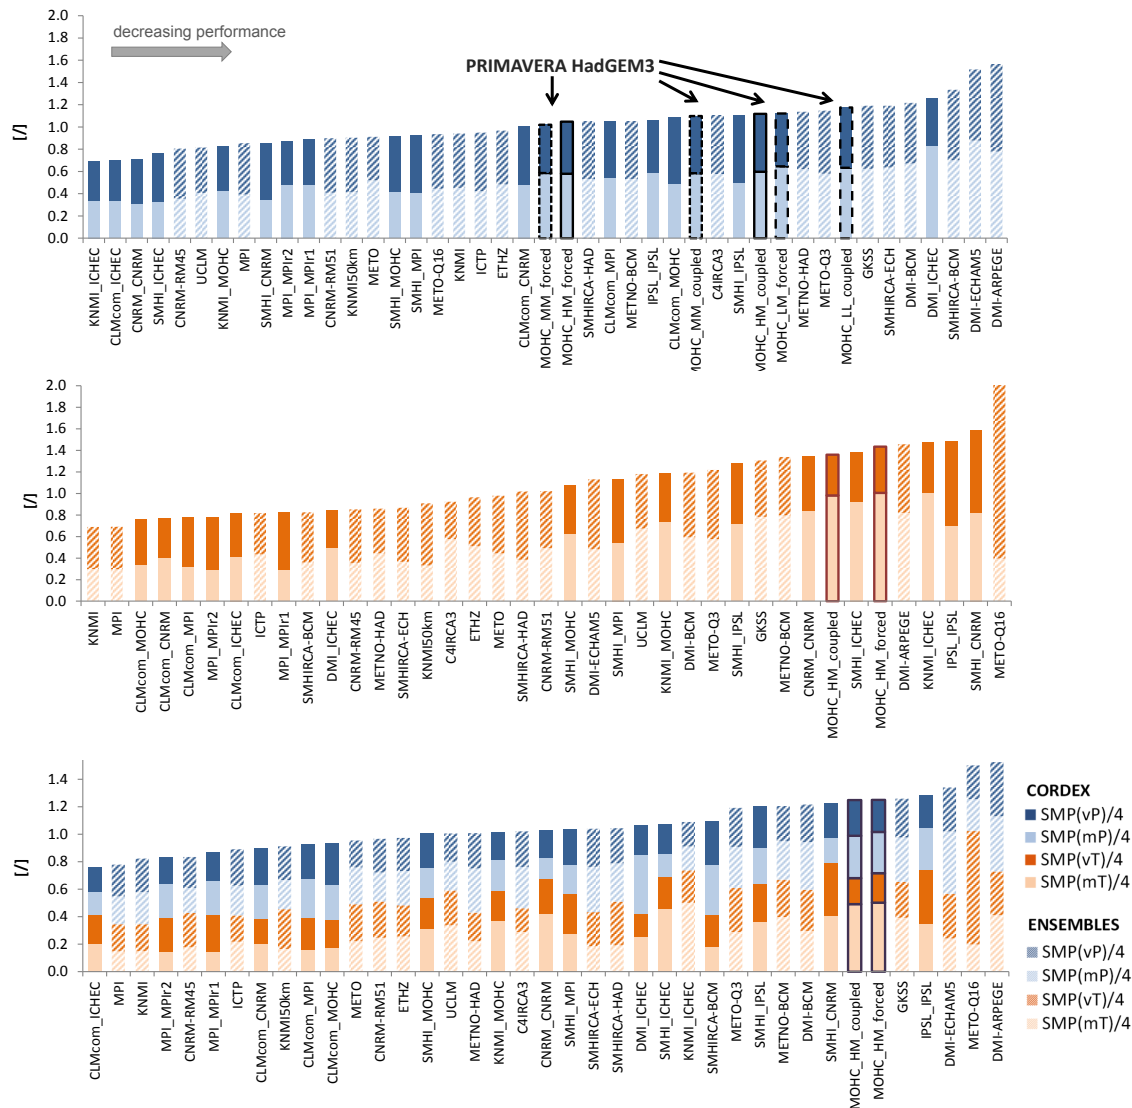 2.0
decreasing performance
1.8
1.6
PRIMAVERA HadGEM3
1.4
1.2
[/]
1.0
0.8
0.6
0.4
0.2
0.0
KNMI_ICHEC
CLMcom_ICHEC
CNRM_CNRM
SMHI_ICHEC
CNRM-RM45
UCLM
KNMI_MOHC
MPI
SMHI_CNRM
MPI_MPIr2
MPI_MPIr1
CNRM-RM51
KNMI50km
METO
SMHI_MOHC
SMHI_MPI
METO-Q16
KNMI
ICTP
ETHZ
CLMcom_CNRM
MOHC_MM_forced
MOHC_HM_forced
SMHIRCA-HAD
CLMcom_MPI
METNO-BCM
IPSL_IPSL
CLMcom_MOHC
MOHC_MM_coupled
C4IRCA3
SMHI_IPSL
MOHC_HM_coupled
MOHC_LM_forced
METNO-HAD
METO-Q3
MOHC_LL_coupled
GKSS
SMHIRCA-ECH
DMI-BCM
DMI_ICHEC
SMHIRCA-BCM
DMI-ECHAM5
DMI-ARPEGE
2.0
1.8
1.6
1.4
1.2
[/]
1.0
0.8
0.6
0.4
0.2
0.0
KNMI
MPI
CLMcom_MOHC
CLMcom_CNRM
CLMcom_MPI
MPI_MPIr2
CLMcom_ICHEC
ICTP
MPI_MPIr1
SMHIRCA-BCM
DMI_ICHEC
CNRM-RM45
METNO-HAD
SMHIRCA-ECH
KNMI50km
C4IRCA3
ETHZ
METO
SMHIRCA-HAD
CNRM-RM51
SMHI_MOHC
DMI-ECHAM5
SMHI_MPI
UCLM
KNMI_MOHC
DMI-BCM
METO-Q3
SMHI_IPSL
GKSS
METNO-BCM
CNRM_CNRM
MOHC_HM_coupled
SMHI_ICHEC
MOHC_HM_forced
DMI-ARPEGE
KNMI_ICHEC
IPSL_IPSL
SMHI_CNRM
METO-Q16
1.4
1.2
1.0
[/]
0.8
0.6
0.4
0.2
0.0
CLMcom_ICHEC
MPI
KNMI
MPI_MPIr2
CNRM-RM45
MPI_MPIr1
ICTP
CLMcom_CNRM
KNMI50km
CLMcom_MPI
CLMcom_MOHC
METO
CNRM-RM51
ETHZ
SMHI_MOHC
UCLM
METNO-HAD
KNMI_MOHC
C4IRCA3
CNRM_CNRM
SMHI_MPI
SMHIRCA-ECH
SMHIRCA-HAD
DMI_ICHEC
SMHI_ICHEC
KNMI_ICHEC
SMHIRCA-BCM
METO-Q3
SMHI_IPSL
METNO-BCM
DMI-BCM
SMHI_CNRM
MOHC_HM_coupled
MOHC_HM_forced
GKSS
IPSL_IPSL
DMI-ECHAM5
METO-Q16
DMI-ARPEGE
CORDEX
SMP(vP)/4
SMP(mP)/4
SMP(vT)/4
SMP(mT)/4
ENSEMBLES
SMP(vP)/4
SMP(mP)/4
SMP(vT)/4
SMP(mT)/4